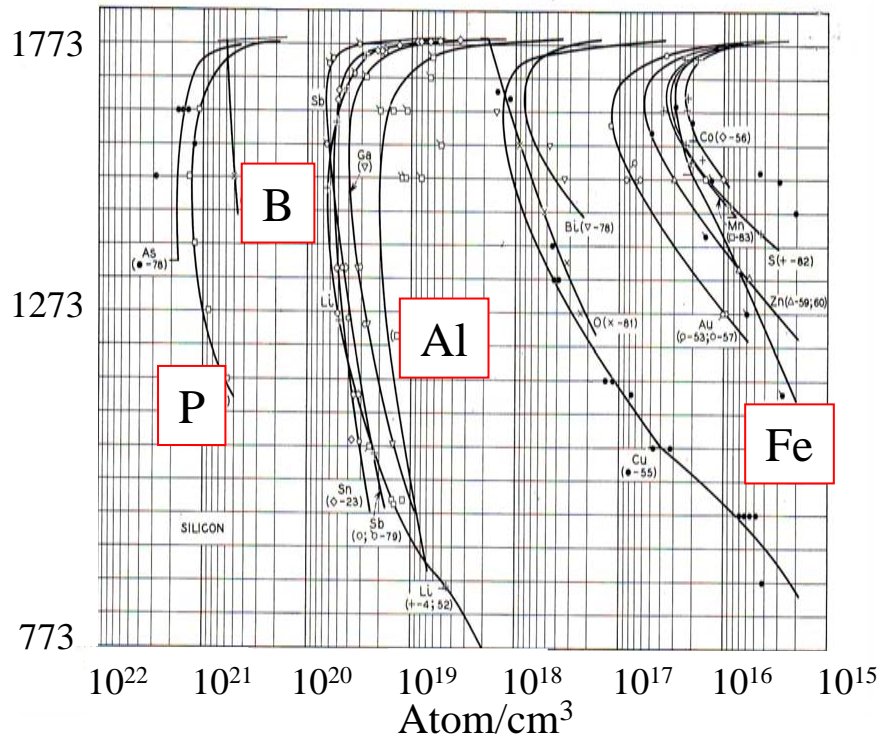 1773
1273
773
Sb
Ga
(▽)
B
Co(◇-56)
As
(●-78)
Bi(▽-78)
Mn
(□-83)
S(+-82)
Li
Al
O(×-81)
Zn(△-59;60)
Au
(○-53;○-57)
P
Fe
Cu
(●-55)
Sn
(◇-23)
Sb
(○;○-79)
SILICON
Li
(+-4;52)
10²² 10²¹ 10²⁰ 10¹⁹ 10¹⁸ 10¹⁷ 10¹⁶ 10¹⁵
Atom/cm³